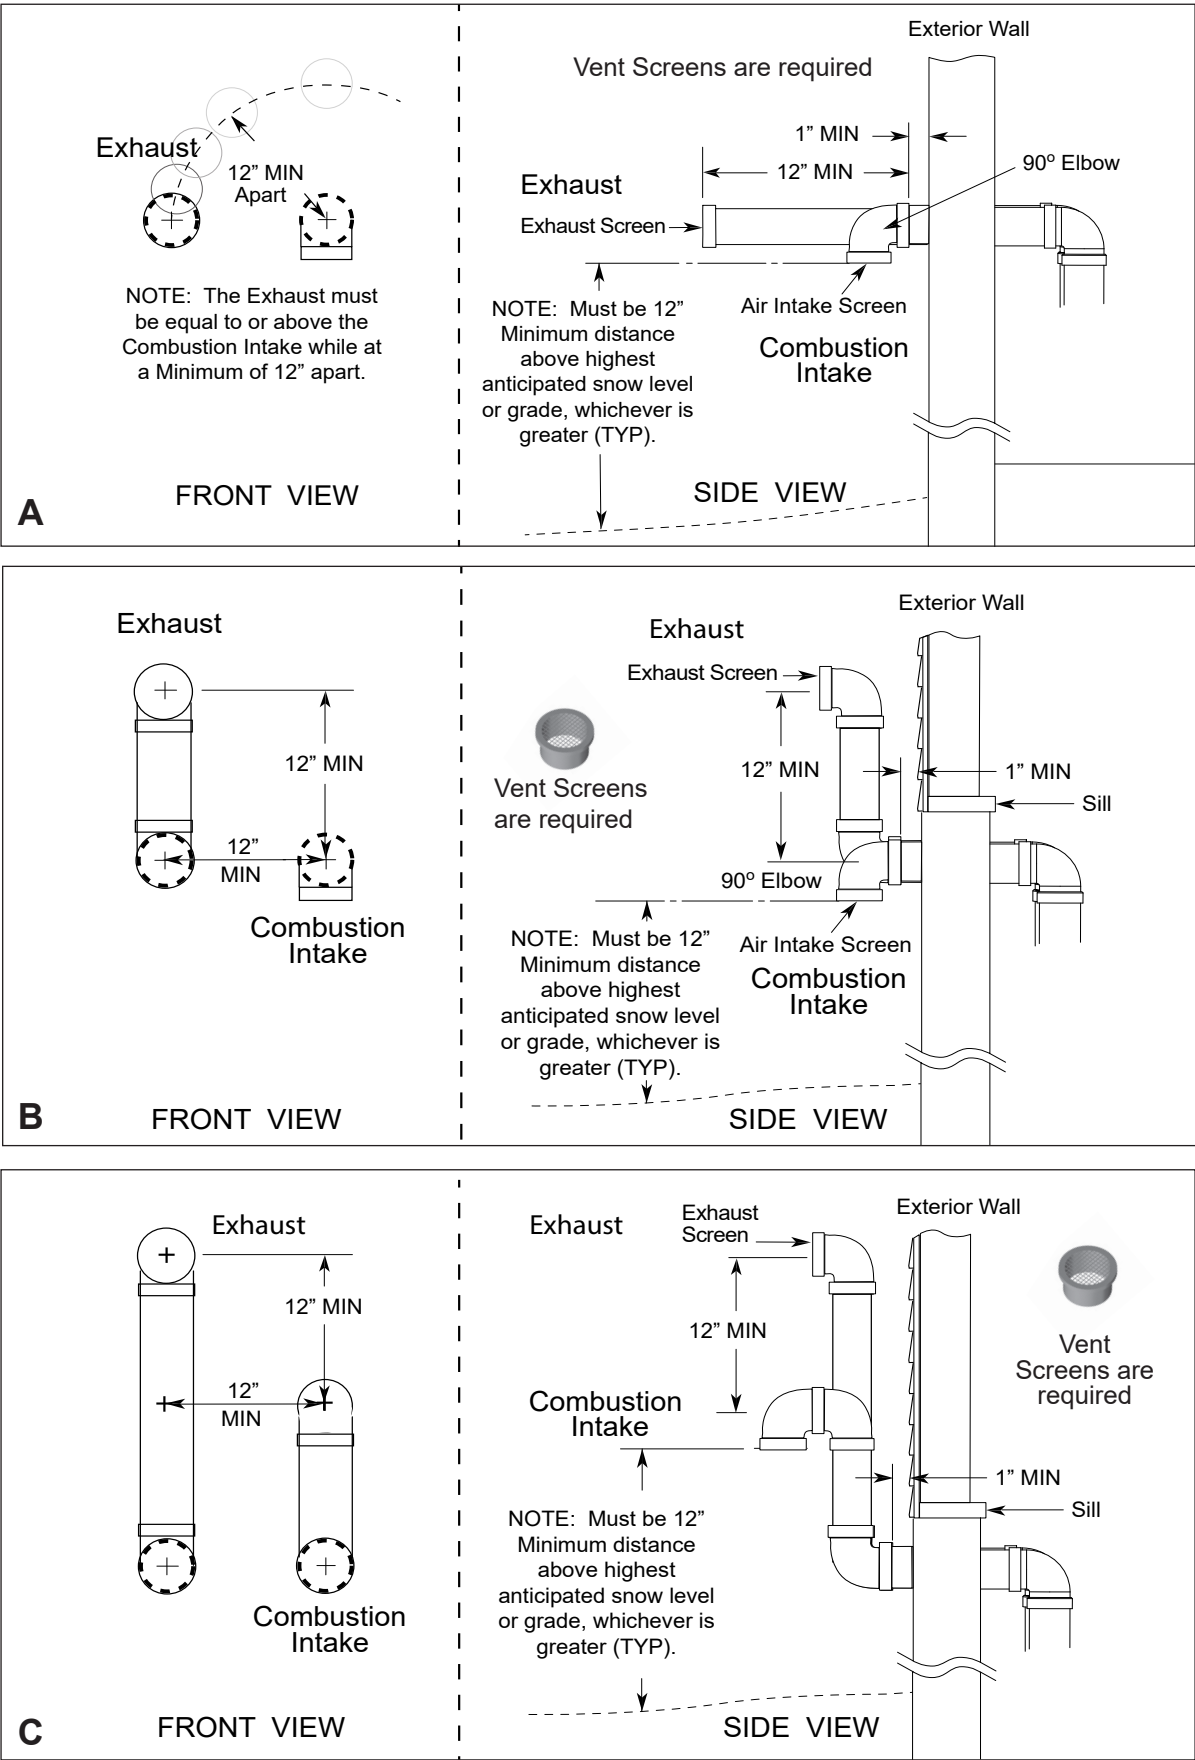 Exhaust
12” MIN
Apart
NOTE:  The Exhaust must
be equal to or above the
Combustion Intake while at
a Minimum of 12” apart.
FRONT  VIEW
A
Exterior Wall
Vent Screens are required
1” MIN
12” MIN
90º Elbow
Exhaust
Exhaust Screen
Air Intake Screen
Combustion
Intake
NOTE:  Must be 12”
Minimum distance
above highest
anticipated snow level
or grade, whichever is
greater (TYP).
SIDE  VIEW
Exhaust
12” MIN
12”
MIN
Combustion
Intake
FRONT  VIEW
B
Exterior Wall
Exhaust
Exhaust Screen
Vent Screens
are required
12” MIN
1” MIN
Sill
90º Elbow
Air Intake Screen
Combustion
Intake
NOTE:  Must be 12”
Minimum distance
above highest
anticipated snow level
or grade, whichever is
greater (TYP).
SIDE  VIEW
Exhaust
12” MIN
12”
MIN
Combustion
Intake
FRONT  VIEW
C
Exterior Wall
Exhaust
Exhaust
Screen
12” MIN
Vent
Screens are
required
Combustion
Intake
1” MIN
Sill
NOTE:  Must be 12”
Minimum distance
above highest
anticipated snow level
or grade, whichever is
greater (TYP).
SIDE  VIEW